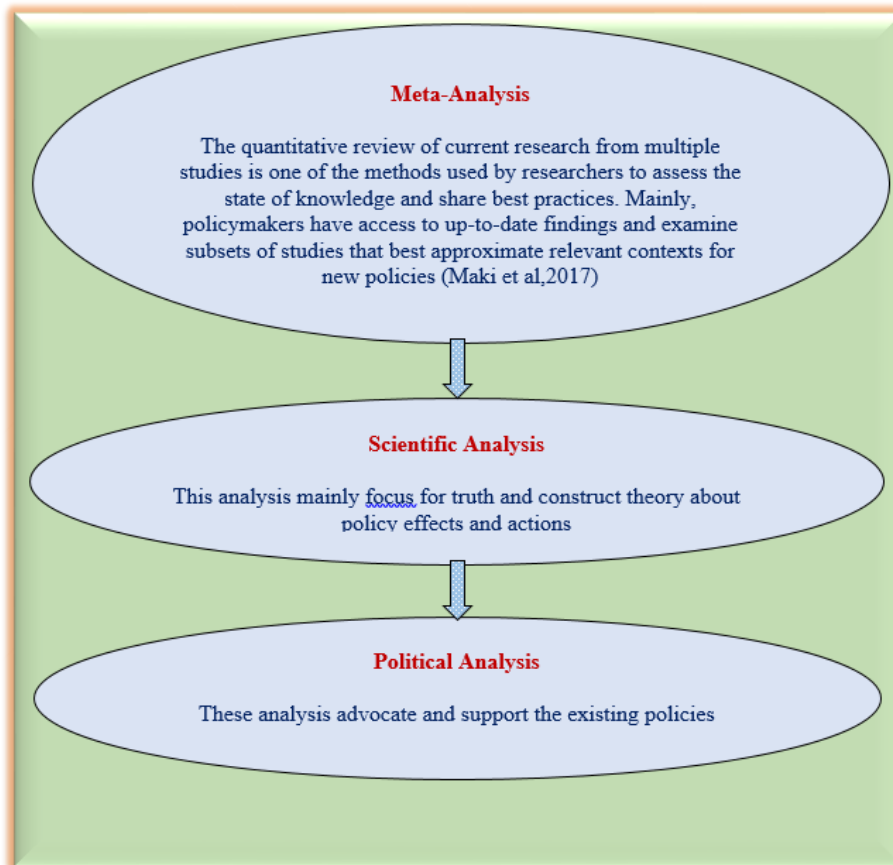 Meta-Analysis
The quantitative review of current research from multiple
studies is one of the methods used by researchers to assess the
state of knowledge and share best practices. Mainly,
policymakers have access to up-to-date findings and examine
subsets of studies that best approximate relevant contexts for
new policies (Maki et al,2017)
Scientific Analysis
This analysis mainly focus for truth and construct theory about
policy effects and actions
Political Analysis
These analysis advocate and support the existing policies